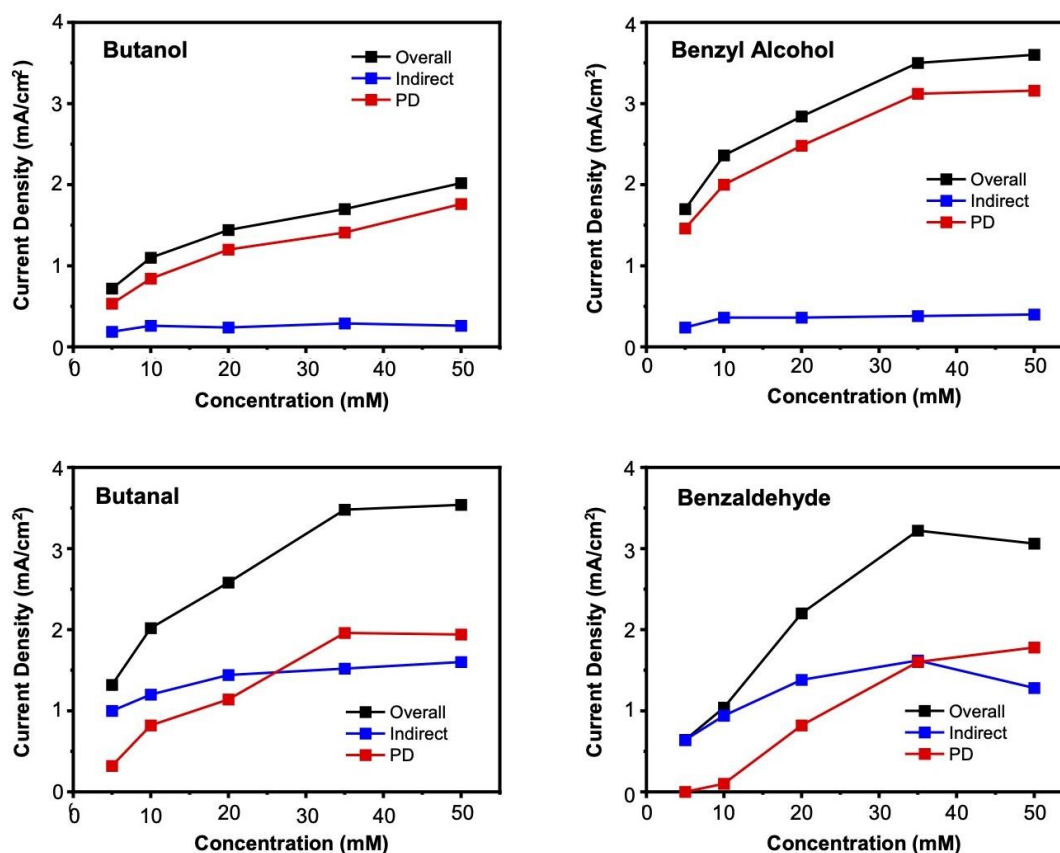 Butanol
Overall
Indirect
PD
Current Density (mA/cm²)
4
3
2
1
0
0 10 20 30 40 50
Concentration (mM)
Benzyl Alcohol
Overall
Indirect
PD
Current Density (mA/cm²)
4
3
2
1
0
0 10 20 30 40 50
Concentration (mM)
Butanal
Overall
Indirect
PD
Current Density (mA/cm²)
4
3
2
1
0
0 10 20 30 40 50
Concentration (mM)
Benzaldehyde
Overall
Indirect
PD
Current Density (mA/cm²)
4
3
2
1
0
0 10 20 30 40 50
Concentration (mM)